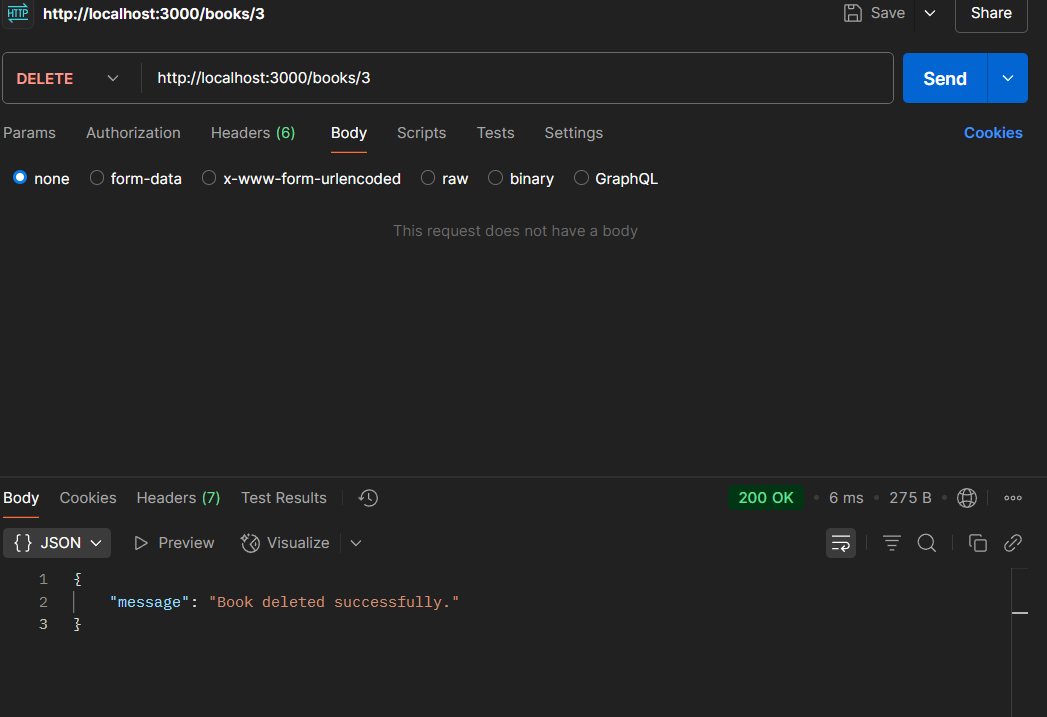 HTTP http://localhost:3000/books/3 Save Share
DELETE http://localhost:3000/books/3 Send
Params Authorization Headers (6) Body Scripts Tests Settings Cookies
none form-data x-www-form-urlencoded raw binary GraphQL
This request does not have a body
Body Cookies Headers (7) Test Results 200 OK • 6 ms • 275 B •
{} JSON Preview Visualize
1 {
2 "message": "Book deleted successfully."
3 }